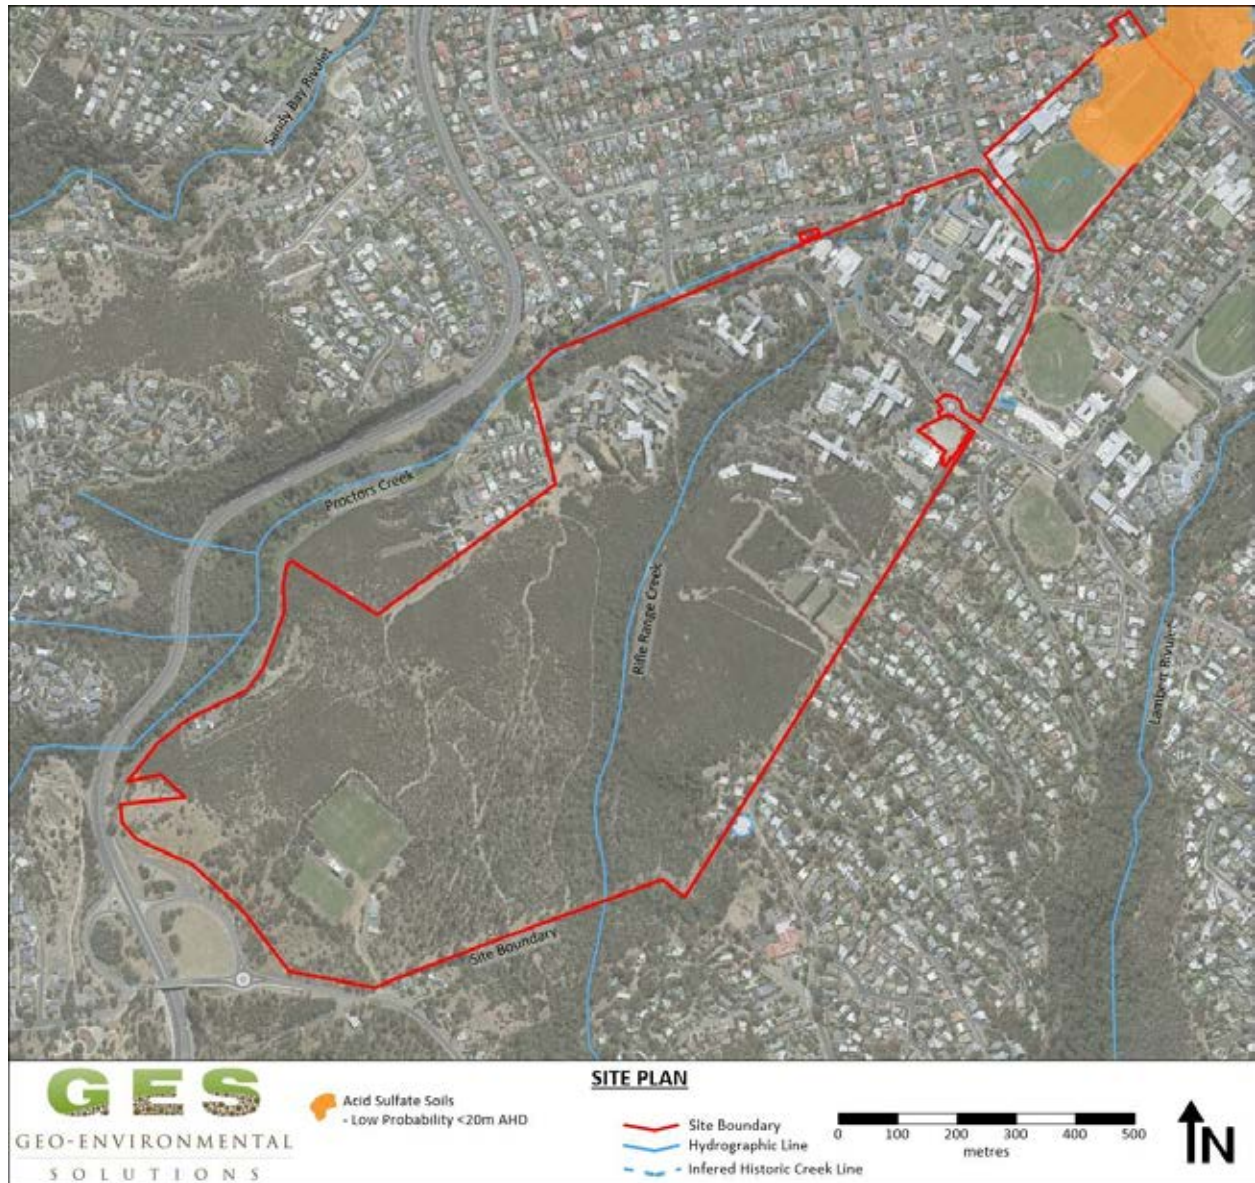 Sandy Bay Rivulet
Proctors Creek
Rifle Range Creek
Lambert Rivulet
Site Boundary
GES
GEO-ENVIRONMENTAL
SOLUTIONS
Acid Sulfate Soils
- Low Probability <20m AHD
SITE PLAN
Site Boundary
Hydrographic Line
Infered Historic Creek Line
0 100 200 300 400 500
metres
N